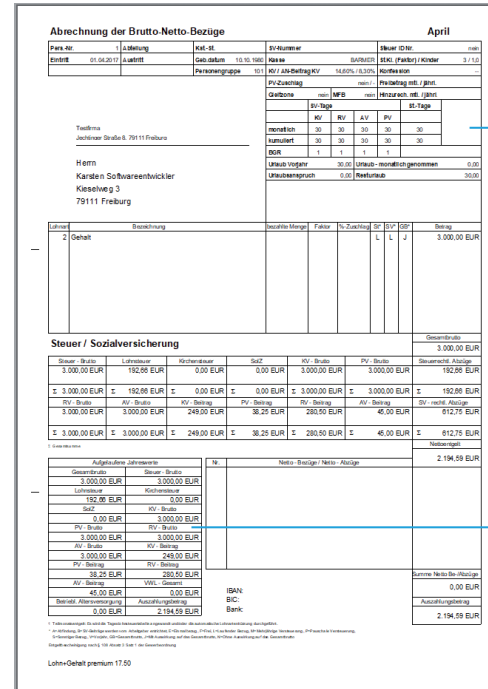 Abrechnung der Brutto-Netto-Bezüge April
Pers.-Nr. 1 Abteilung Kst.-St. SV-Nummer Steuer ID Nr. nein
Eintritt 01.04.2017 Austritt Geb.datum 10.10.1980 Kasse BARMER St.Kl. (Faktor) / Kinder 3 / 1,0
Personengruppe 101 KV / AN-Beitrag KV 14,60% / 8,30% Konfession --
PV-Zuschlag nein / - Freibetrag mtl. / jährl.
Gleitzone nein MFB nein Hinzurech. mtl. / jährl
SV-Tage St.-Tage
KV RV AV PV
monatlich 30 30 30 30 30
kumuliert 30 30 30 30 30
BGR 1 1 1 1
Urlaub Vorjahr 30,00 Urlaub - monatlich genommen 0,00
Urlaubsanspruch 0,00 Resturlaub 30,00
Testfirma
Jechtinger Straße 8. 79111 Freiburg
Herrn
Karsten Softwareentwickler
Kieselweg 3
79111 Freiburg
Lohnart Bezeichnung bezahlte Menge Faktor %-Zuschlag St* SV* GB* Betrag
2 Gehalt L L J 3.000,00 EUR
Steuer / Sozialversicherung
Gesamtbrutto
3.000,00 EUR
Steuer - Brutto Lohnsteuer Kirchensteuer SolZ KV - Brutto PV - Brutto Steuerrechtl. Abzüge
3.000,00 EUR 192,66 EUR 0,00 EUR 0,00 EUR 3.000,00 EUR 3.000,00 EUR 192,66 EUR
Σ 3.000,00 EUR Σ 192,66 EUR Σ 0,00 EUR Σ 0,00 EUR Σ 3.000,00 EUR Σ 3.000,00 EUR Σ 192,66 EUR
RV - Brutto AV - Brutto KV - Beitrag PV - Beitrag RV - Beitrag AV - Beitrag SV - rechtl. Abzüge
3.000,00 EUR 3.000,00 EUR 249,00 EUR 38,25 EUR 280,50 EUR 45,00 EUR 612,75 EUR
Σ 3.000,00 EUR Σ 3.000,00 EUR Σ 249,00 EUR Σ 38,25 EUR Σ 280,50 EUR Σ 45,00 EUR Σ 612,75 EUR
Nettoentgelt
2.194,59 EUR
Aufgelaufene Jahreswerte Nr. Netto - Bezüge / Netto - Abzüge
Gesamtbrutto Steuer - Brutto
3.000,00 EUR 3.000,00 EUR
Lohnsteuer Kirchensteuer
192,66 EUR 0,00 EUR
SolZ KV - Brutto
0,00 EUR 3.000,00 EUR
PV - Brutto RV - Brutto
3.000,00 EUR 3.000,00 EUR
AV - Brutto KV - Beitrag
3.000,00 EUR 249,00 EUR
PV - Beitrag RV - Beitrag
38,25 EUR 280,50 EUR
AV - Beitrag VWL - Gesamt
45,00 EUR 0,00 EUR
Betriebl. Altersversorgung Auszahlungsbetrag
0,00 EUR 2.194,59 EUR
IBAN:
BIC:
Bank:
Summe Netto Be-/Abzüge
0,00 EUR
Auszahlungsbetrag
2.194,59 EUR
Lohn+Gehalt premium 17.50